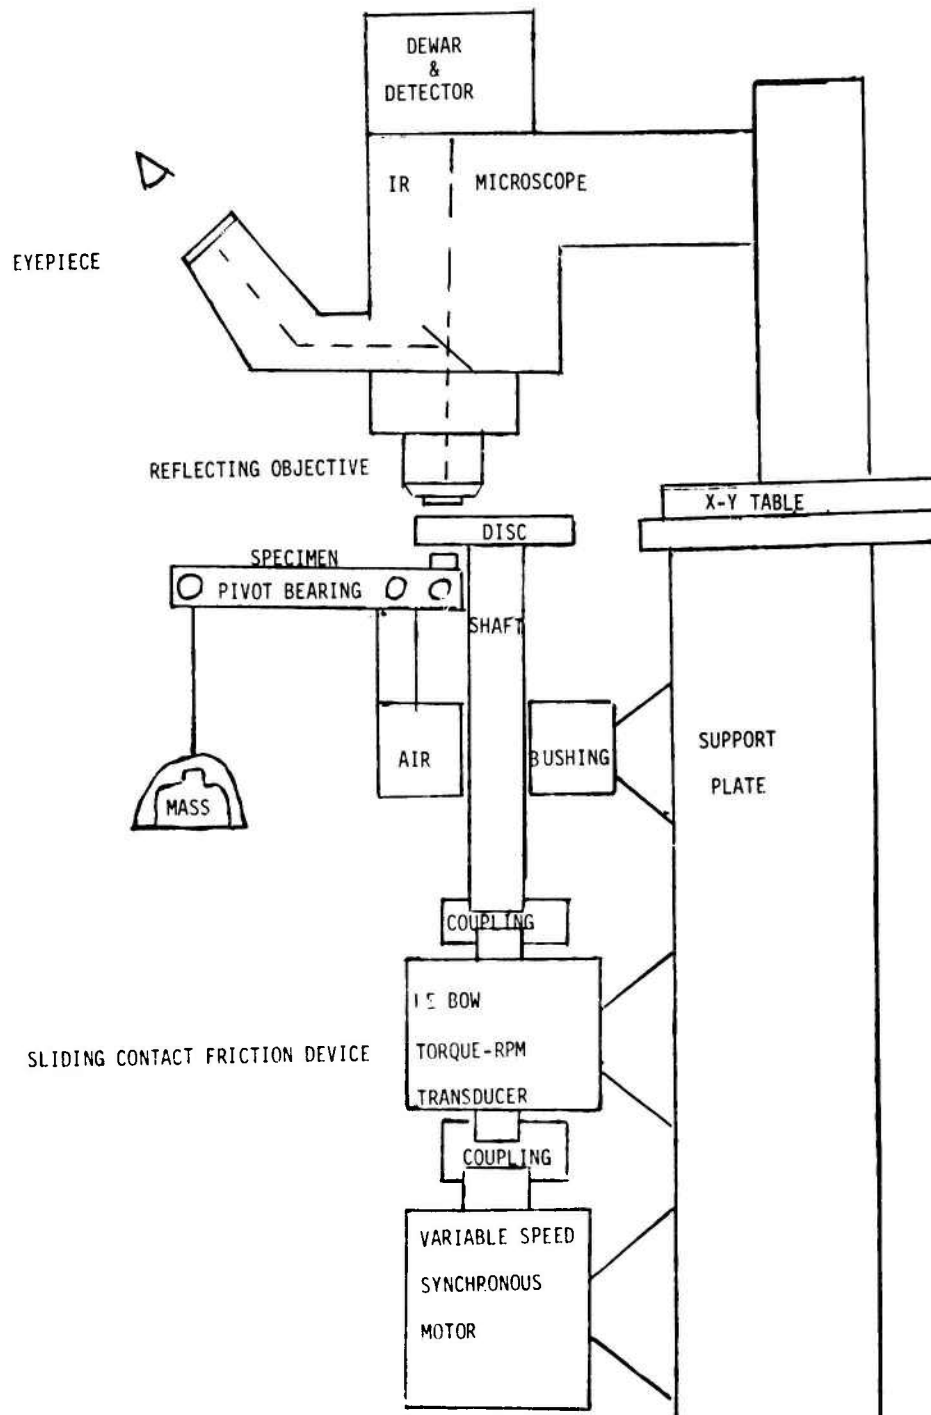 DEWAR
&
DETECTOR
IR MICROSCOPE
EYEPIECE
REFLECTING OBJECTIVE
X-Y TABLE
DISC
SPECIMEN
PIVOT BEARING
SHAFT
AIR BUSHING
SUPPORT
PLATE
MASS
COUPLING
LE BOW
TORQUE-RPM
TRANSDUCER
SLIDING CONTACT FRICTION DEVICE
COUPLING
VARIABLE SPEED
SYNCHRONOUS
MOTOR